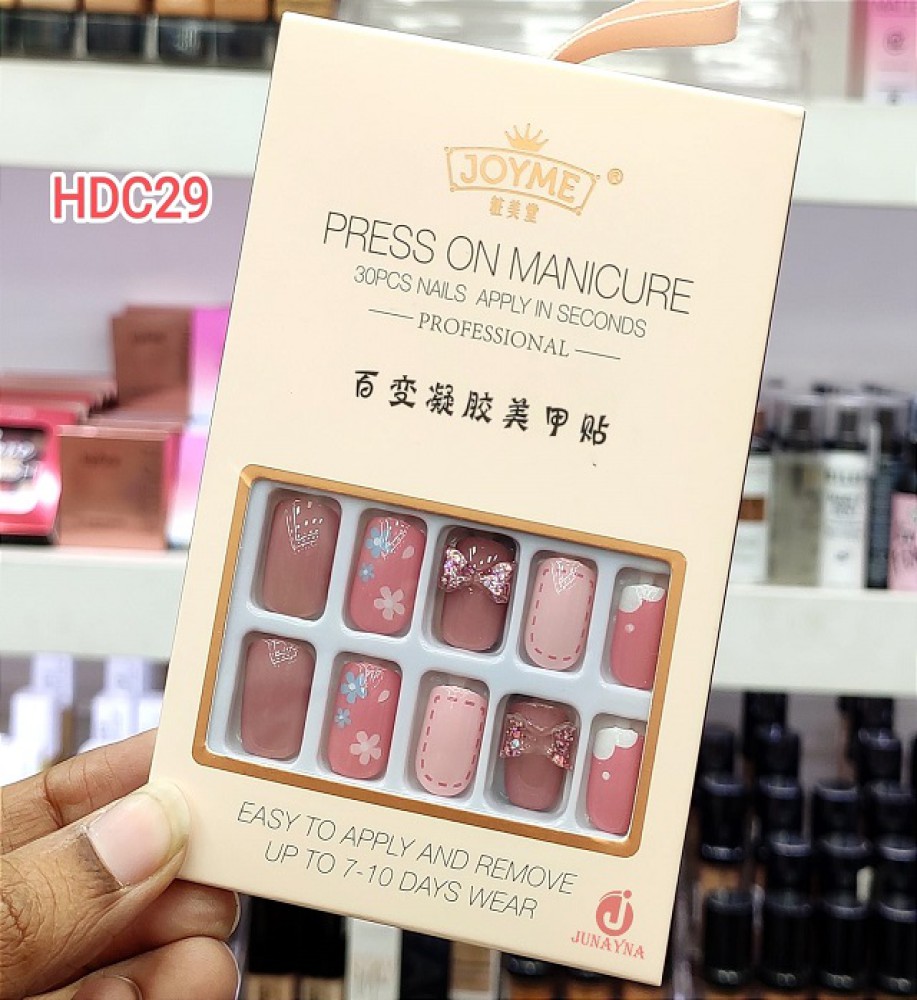 HDC29
JOYME ®
粧美堂
PRESS ON MANICURE
30PCS NAILS APPLY IN SECONDS
PROFESSIONAL
百变凝胶美甲贴
EASY TO APPLY AND REMOVE
UP TO 7-10 DAYS WEAR
JUNAYNA